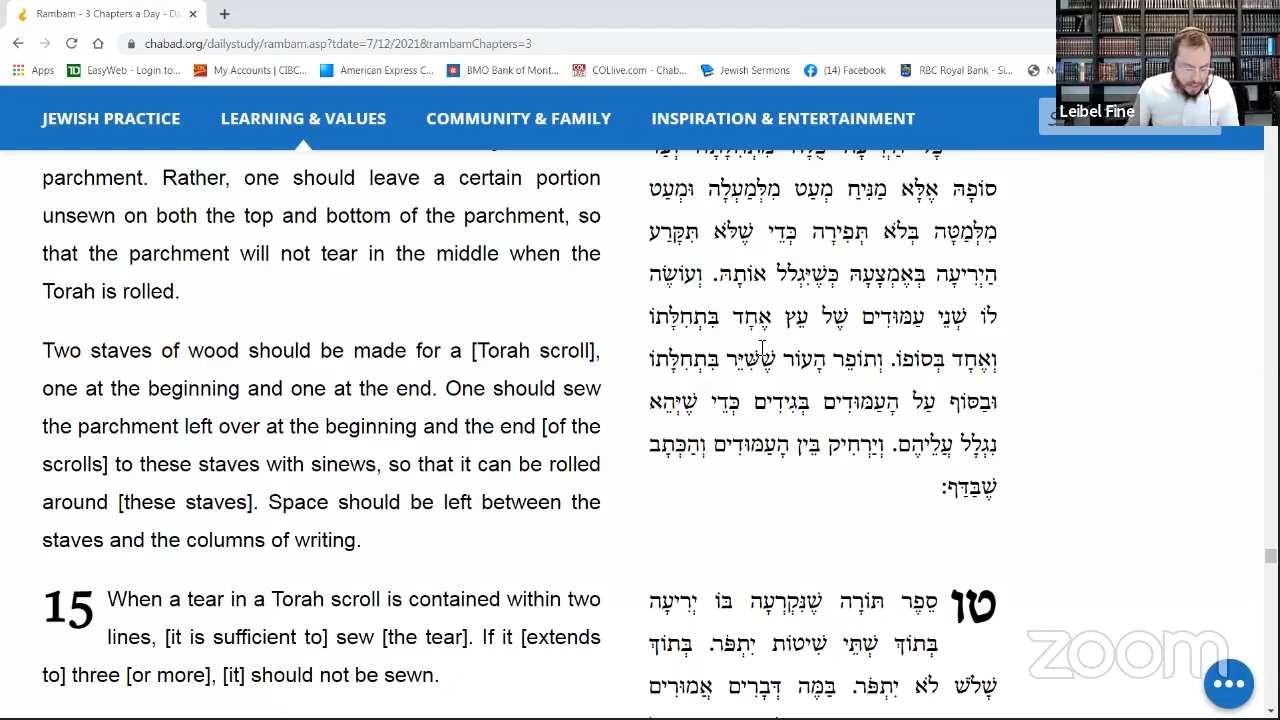 Rambam - 3 Chapters a Day - Da
chabad.org/dailystudy/rambam.asp?tdate=7/12/2021&rambamChapters=3
Apps EasyWeb - Login to... My Accounts | CIBC... American Express C... BMO Bank of Mont... COLlive.com - Chab... Jewish Sermons (14) Facebook RBC Royal Bank - Si...
Leibel Fine
JEWISH PRACTICE LEARNING & VALUES COMMUNITY & FAMILY INSPIRATION & ENTERTAINMENT
parchment. Rather, one should leave a certain portion
unsewn on both the top and bottom of the parchment, so
that the parchment will not tear in the middle when the
Torah is rolled.
Two staves of wood should be made for a [Torah scroll],
one at the beginning and one at the end. One should sew
the parchment left over at the beginning and the end [of the
scrolls] to these staves with sinews, so that it can be rolled
around [these staves]. Space should be left between the
staves and the columns of writing.
15 When a tear in a Torah scroll is contained within two
lines, [it is sufficient to] sew [the tear]. If it [extends
to] three [or more], [it] should not be sewn.
סוֹפָהּ אֶלָּא מַנִּיחַ מְעַט מִלְּמַעְלָה וּמְעַט
מִלְּמַטָּה בְּלֹא תְּפִירָה כְּדֵי שֶׁלֹּא תִּקָּרַע
הַיְרִיעָה בְּאֶמְצָעָהּ כְּשֶׁיִּגְלֹל אוֹתָהּ. וְעוֹשֶׂה
לוֹ שְׁנֵי עַמּוּדִים שֶׁל עֵץ אֶחָד בִּתְחִלָּתוֹ
וְאֶחָד בְּסוֹפוֹ. וְתוֹפֵר הָעוֹר שֶׁשִּׁיֵּר בִּתְחִלָּתוֹ
וּבַסּוֹף עַל הָעַמּוּדִים בְּגִידִים כְּדֵי שֶׁיְּהֵא
נִגְלָל עֲלֵיהֶם. וְיַרְחִיק בֵּין הָעַמּוּדִים וְהַכְּתָב
שֶׁבַּדַּף:
טו סֵפֶר תּוֹרָה שֶׁנִּקְרְעָה בּוֹ יְרִיעָה
בְּתוֹךְ שְׁתֵּי שִׁיטוֹת יִתְפֹּר. בְּתוֹךְ
שָׁלֹשׁ לֹא יִתְפֹּר. בַּמֶּה דְּבָרִים אֲמוּרִים
zoom